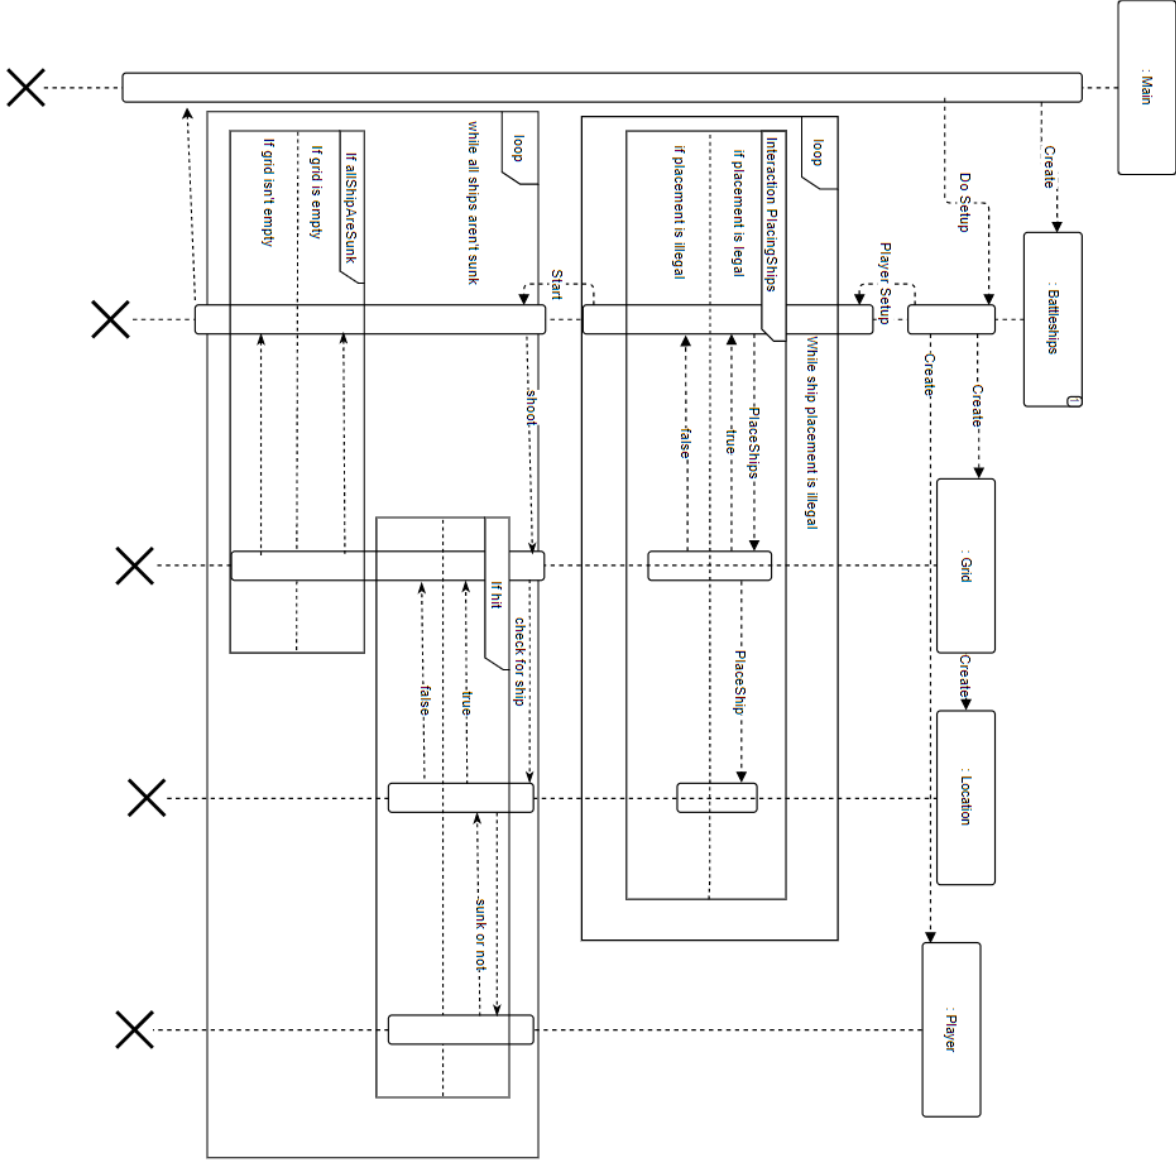 : Main
Create
: Battleships
1
Do Setup
Player Setup
Create
Create
: Grid
Create
: Location
: Player
loop
While ship placement is illegal
Interaction PlacingShips
if placement is legal
if placement is illegal
PlaceShips
true
false
PlaceShip
Start
loop
while all ships aren't sunk
shoot
check for ship
If hit
true
false
sunk or not
If allShipAreSunk
If grid is empty
If grid isn't empty